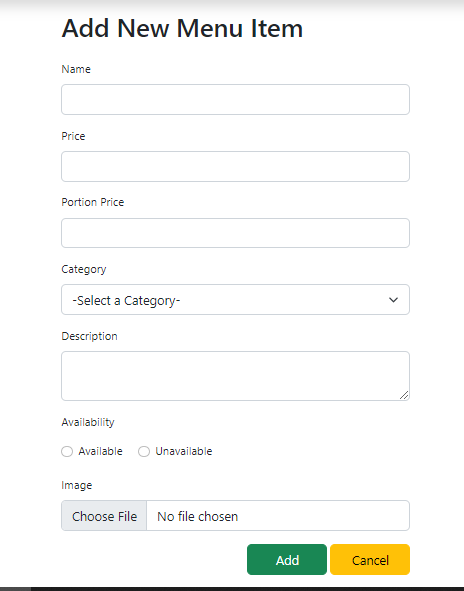 Add New Menu Item
Name
Price
Portion Price
Category
-Select a Category-
Description
Availability
Available Unavailable
Image
Choose File No file chosen
Add Cancel